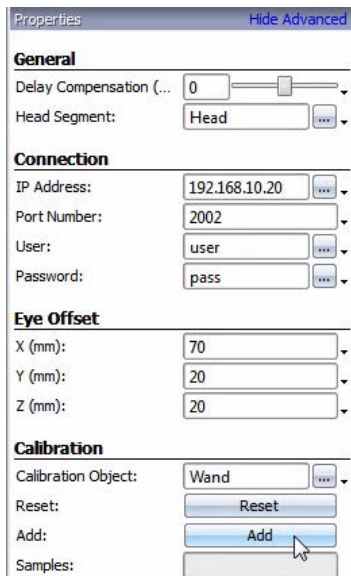 Properties Hide Advanced
General
Delay Compensation (... 0
Head Segment: Head ...
Connection
IP Address: 192.168.10.20 ...
Port Number: 2002
User: user ...
Password: pass ...
Eye Offset
X (mm): 70
Y (mm): 20
Z (mm): 20
Calibration
Calibration Object: Wand ...
Reset: Reset
Add: Add
Samples: